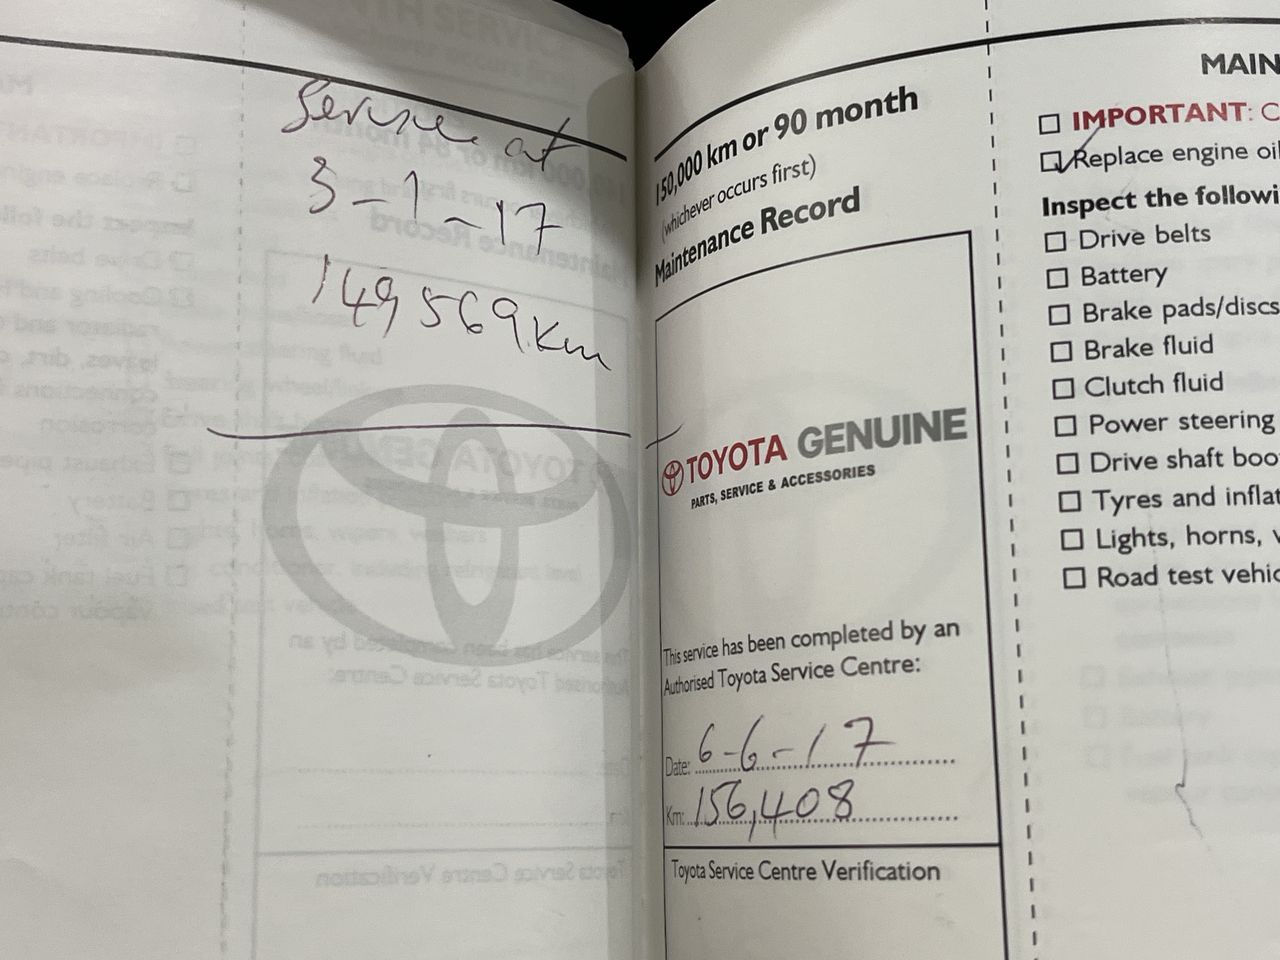 Service at
3-1-17
149569km
150,000 km or 90 month
(whichever occurs first)
Maintenance Record
TOYOTA GENUINE
PARTS, SERVICE & ACCESSORIES
This service has been completed by an
Authorised Toyota Service Centre:
Date: 6-6-17
Km: 156,408
Toyota Service Centre Verification
MAIN
IMPORTANT: C
Replace engine oil
Inspect the followi
Drive belts
Battery
Brake pads/discs
Brake fluid
Clutch fluid
Power steering
Drive shaft boo
Tyres and inflat
Lights, horns, w
Road test vehic